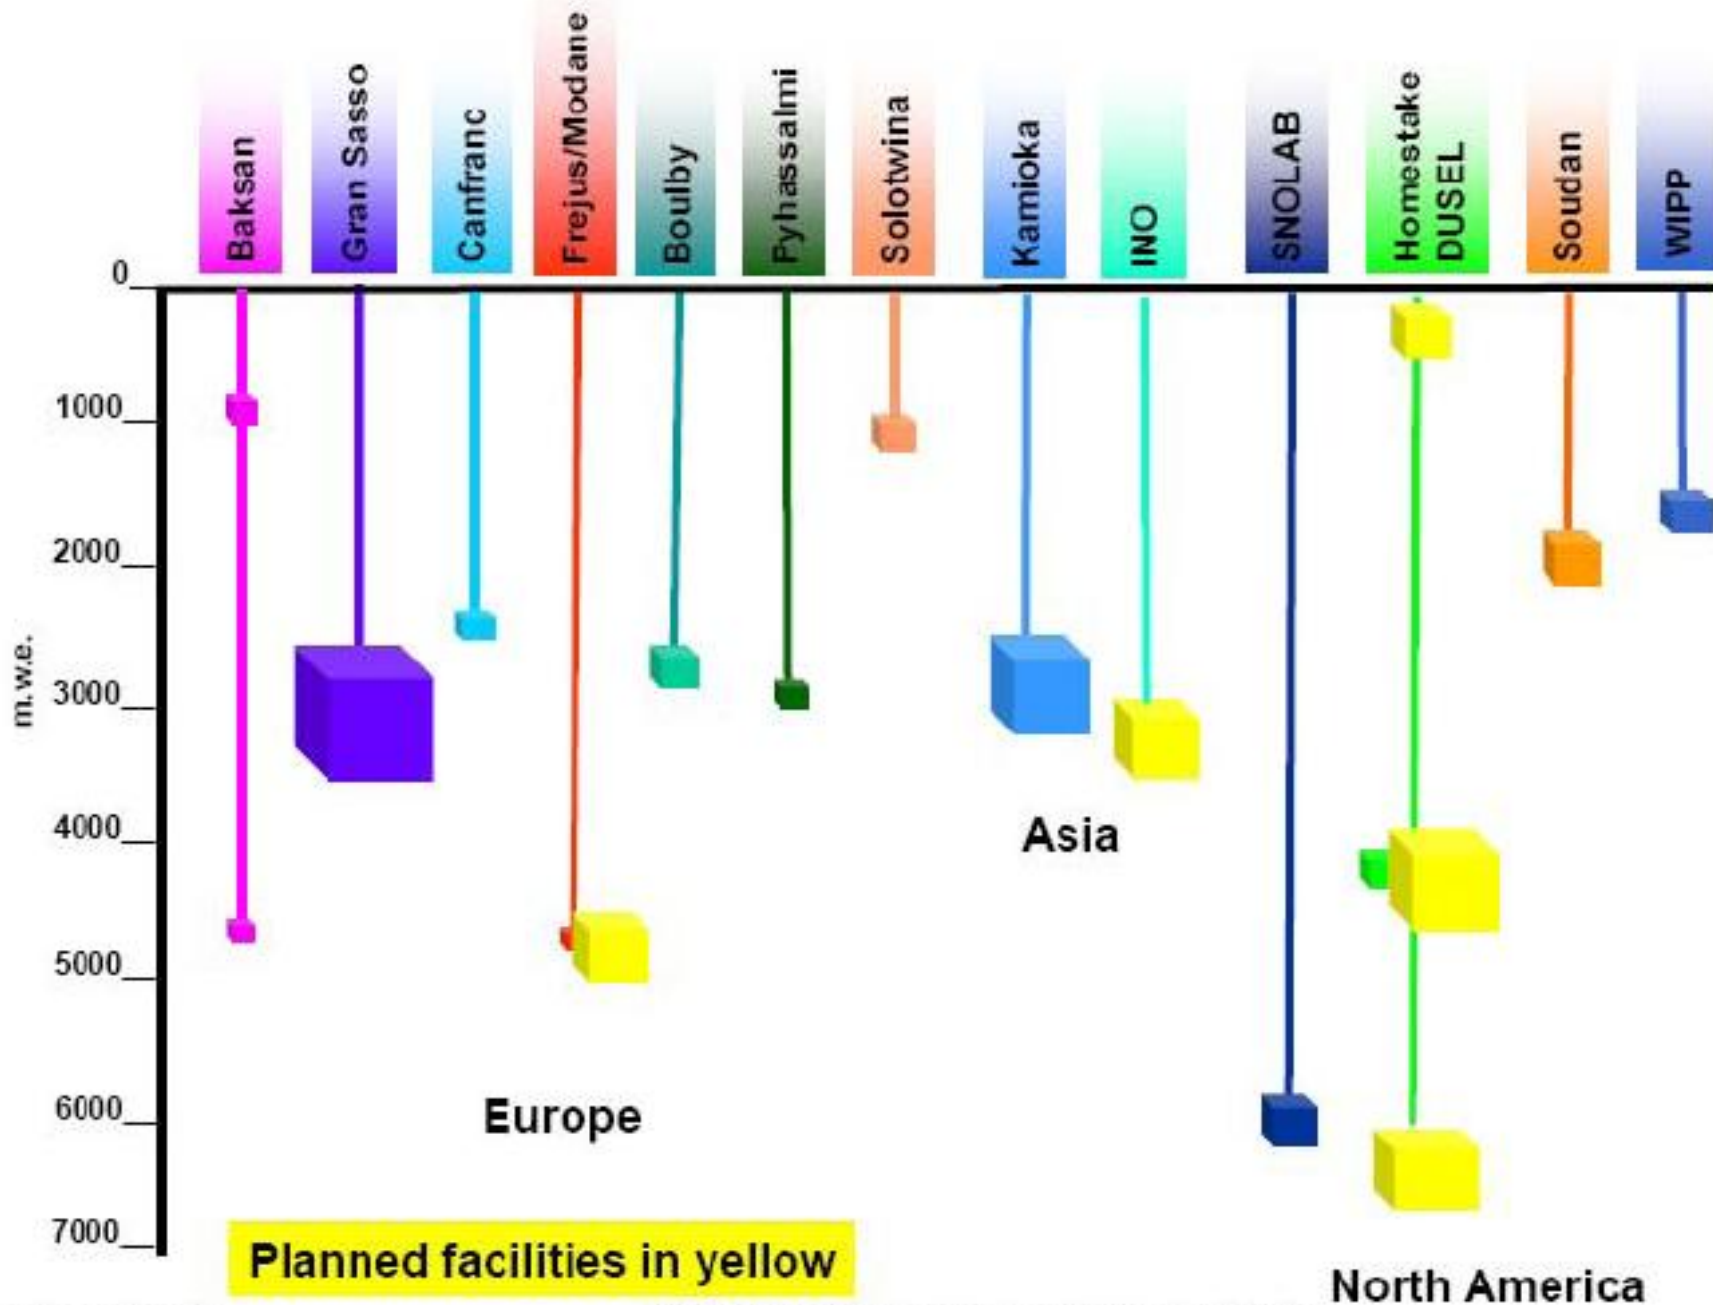 Baksan
Gran Sasso
Canfranc
Frejus/Modane
Boulby
Pyhassalmi
Solotwina
Kamioka
INO
SNOLAB
Homestake
DUSEL
Soudan
WIPP
0
1000
2000
3000
4000
5000
6000
7000
m.w.e.
Asia
Europe
Planned facilities in yellow
North America